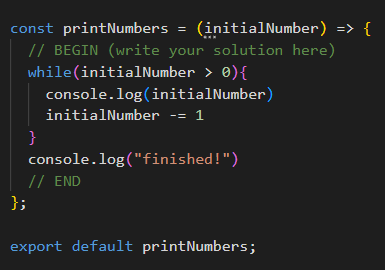 const printNumbers = (initialNumber) => {
  // BEGIN (write your solution here)
  while(initialNumber > 0){
    console.log(initialNumber)
    initialNumber -= 1
  }
  console.log("finished!")
  // END
};

export default printNumbers;